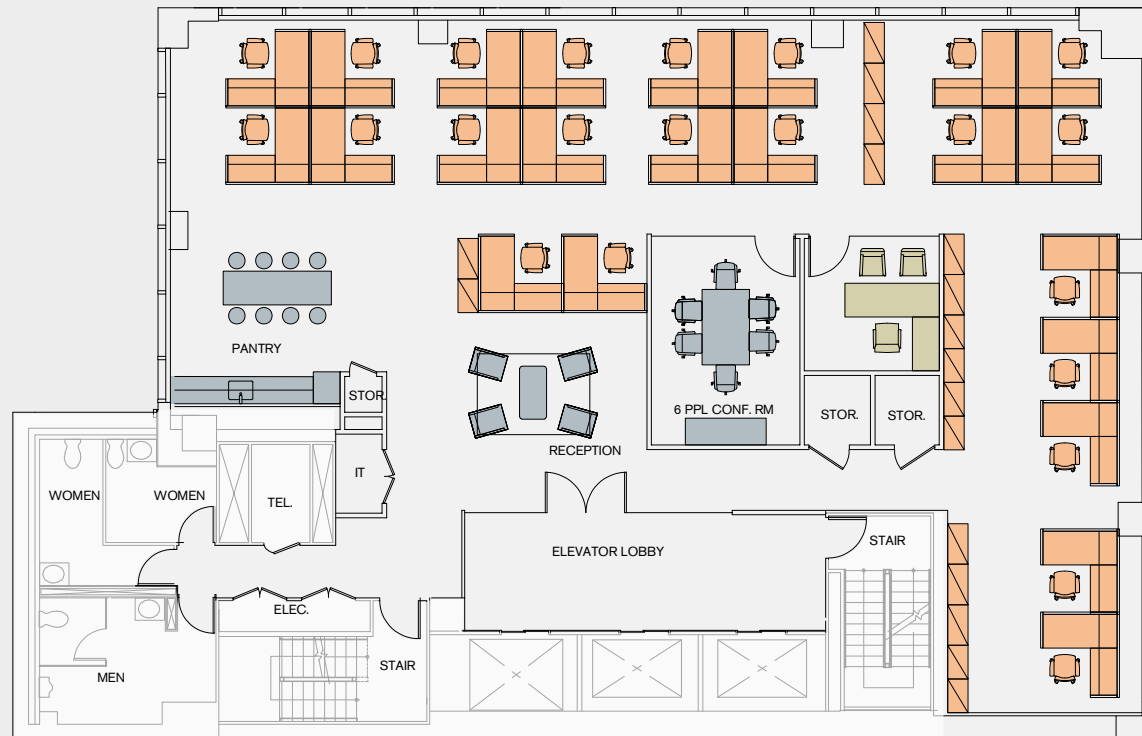 PANTRY
STOR.
6 PPL CONF. RM
STOR.
STOR.
RECEPTION
IT
WOMEN
WOMEN
TEL.
STAIR
ELEVATOR LOBBY
ELEC.
STAIR
MEN